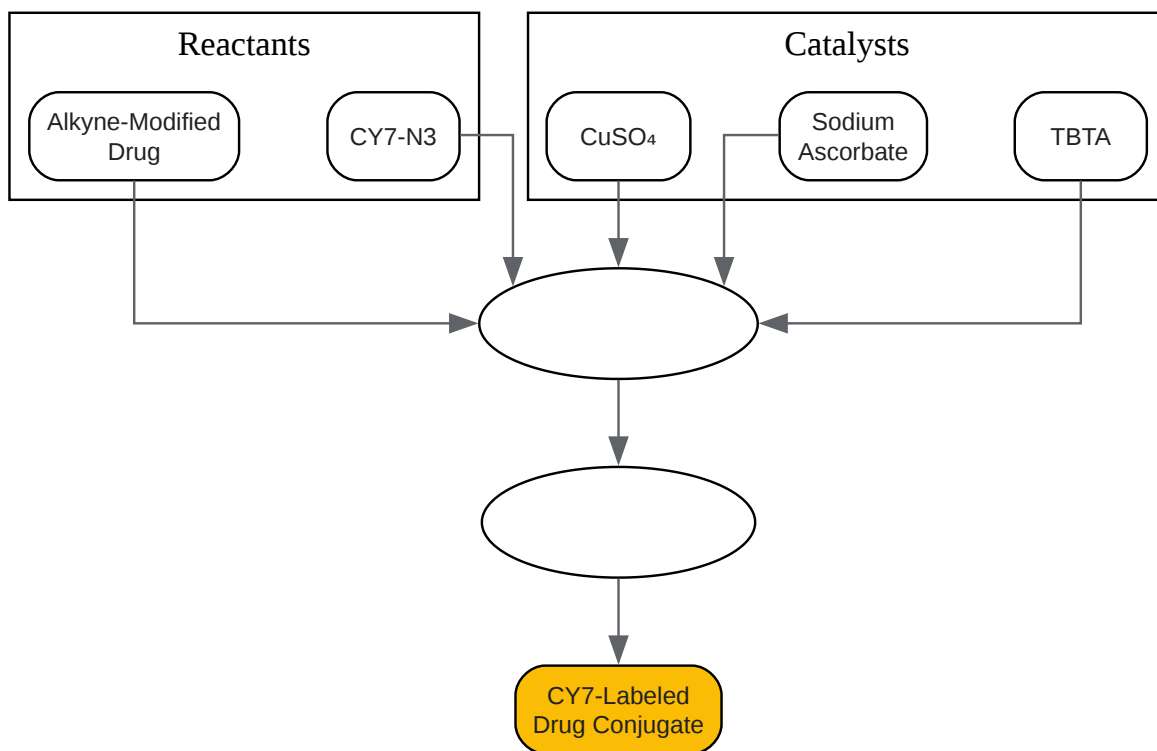 Reactants
Catalysts
Alkyne-Modified
Drug
CY7-N3
CuSO₄
Sodium
Ascorbate
TBTA
CY7-Labeled
Drug Conjugate